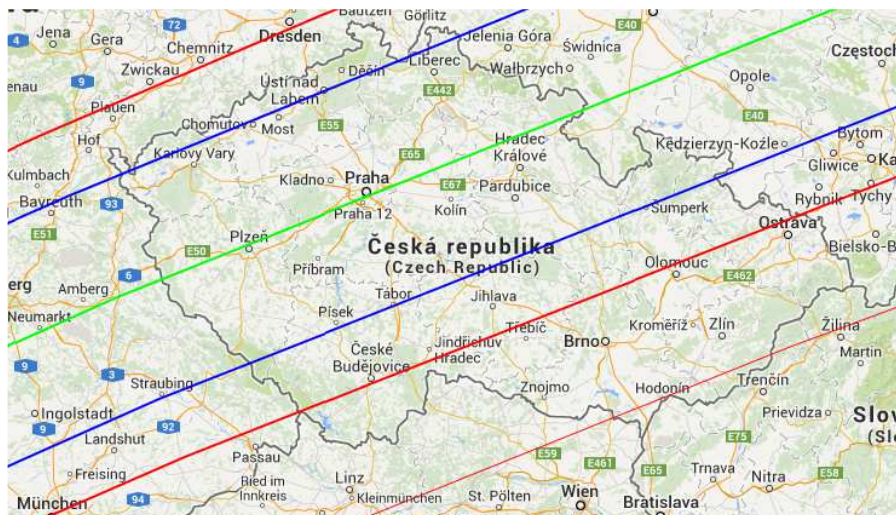 Bautzen
Görlitz
E40
72
Dresden
Jena
4
Gera
Chemnitz
Jelenia Góra
Świdnica
Częstoch
Zwickau
Děčín
Liberec
Wałbrzych
Opole
enau
9
Ústí nad
Labem
E442
Plauen
E40
Chomutov
Most
E55
Hof
Hradec
Králové
Kędzierzyn-Koźle
Bytom
Karlovy Vary
E65
Gliwice
Ka
Kulmbach
Kladno
Praha
E67
Pardubice
Rybnik
Tychy
Bayreuth
93
Praha 12
Kolín
Šumperk
E51
Ostrava
E50
Plzeň
Česká republika
(Czech Republic)
Bielsko-B
Příbram
Olomouc
E462
6
erg
Amberg
Tábor
Jihlava
Neumarkt
Písek
Třebíč
Kroměříž
Zlín
Žilina
České
Budějovice
Jindřichův
Hradec
Brno
Martin
9
3
Straubing
Znojmo
Hodonín
Trenčín
Ingolstadt
92
Prievidza
Slov
9
(Slo
Landshut
E75
Passau
E59
Freising
Ried im
Innkreis
Linz
E461
E65
Trnava
Nitra
E58
München
94
Kleinmünchen
St. Pölten
Wien
Bratislava